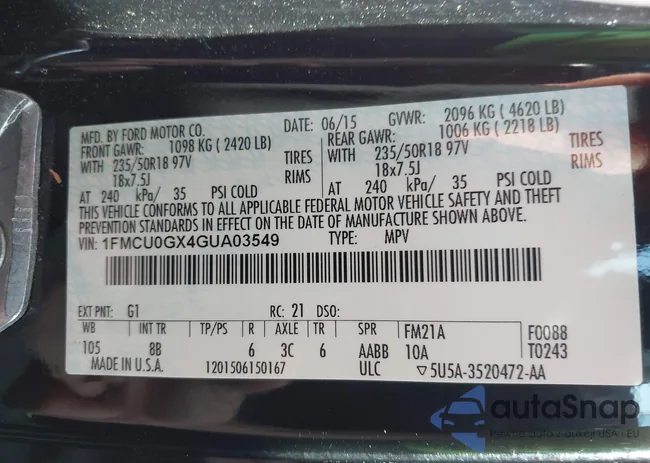 MFD. BY FORD MOTOR CO. DATE: 06/15 GVWR: 2096 KG ( 4620 LB)
FRONT GAWR: 1098 KG ( 2420 LB) REAR GAWR: 1006 KG ( 2218 LB)
WITH 235/50R18 97V TIRES WITH 235/50R18 97V TIRES
18x7.5J RIMS 18x7.5J RIMS
AT 240 kPa/ 35 PSI COLD AT 240 kPa/ 35 PSI COLD
THIS VEHICLE CONFORMS TO ALL APPLICABLE FEDERAL MOTOR VEHICLE SAFETY AND THEFT
PREVENTION STANDARDS IN EFFECT ON THE DATE OF MANUFACTURE SHOWN ABOVE.
VIN: 1FMCU0GX4GUA03549 TYPE: MPV
EXT PNT: G1 RC: 21 DSO:
WB INT TR TP/PS R AXLE TR SPR FM21A F0088
105 8B 6 3C 6 AABB 10A T0243
MADE IN U.S.A. 1201506150167 ULC ▽5U5A-3520472-AA
autaSnap